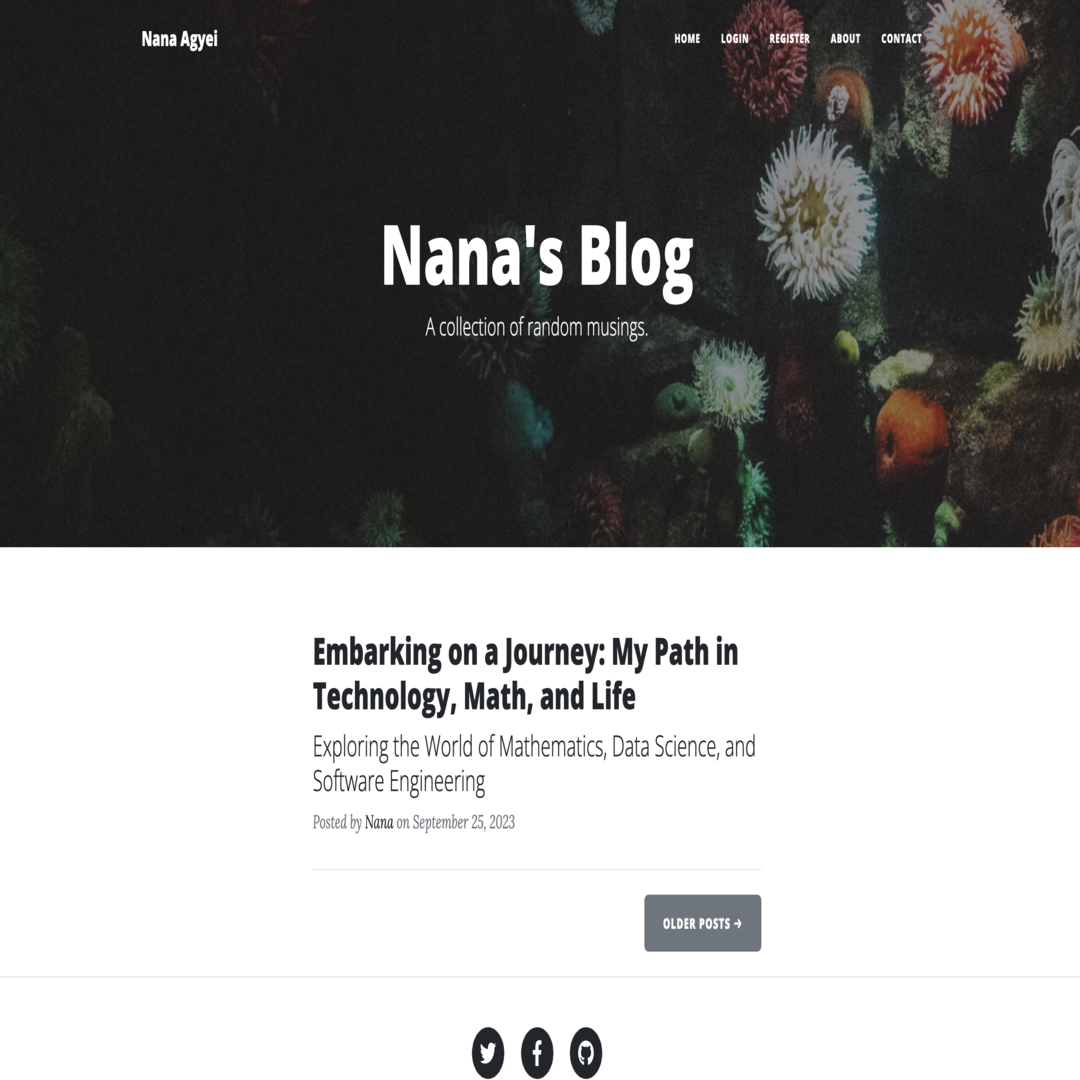 Nana Agyei
HOME LOGIN REGISTER ABOUT CONTACT
Nana's Blog
A collection of random musings.
Embarking on a Journey: My Path in
Technology, Math, and Life
Exploring the World of Mathematics, Data Science, and
Software Engineering
Posted by Nana on September 25, 2023
OLDER POSTS →